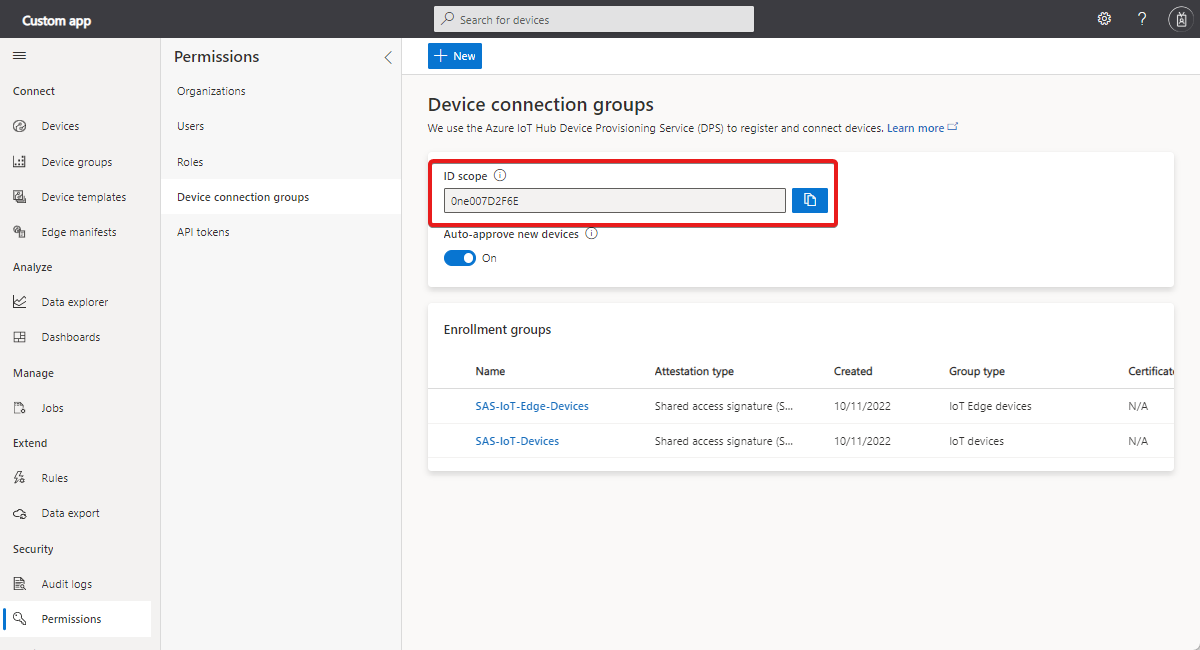 Custom app
Search for devices
?
Connect
Devices
Device groups
Device templates
Edge manifests
Analyze
Data explorer
Dashboards
Manage
Jobs
Extend
Rules
Data export
Security
Audit logs
Permissions
Permissions
Organizations
Users
Roles
Device connection groups
API tokens
New
Device connection groups
We use the Azure IoT Hub Device Provisioning Service (DPS) to register and connect devices. Learn more
ID scope
0ne007D2F6E
Auto-approve new devices
On
Enrollment groups
Name Attestation type Created Group type Certificate
SAS-IoT-Edge-Devices Shared access signature (S... 10/11/2022 IoT Edge devices N/A
SAS-IoT-Devices Shared access signature (S... 10/11/2022 IoT devices N/A